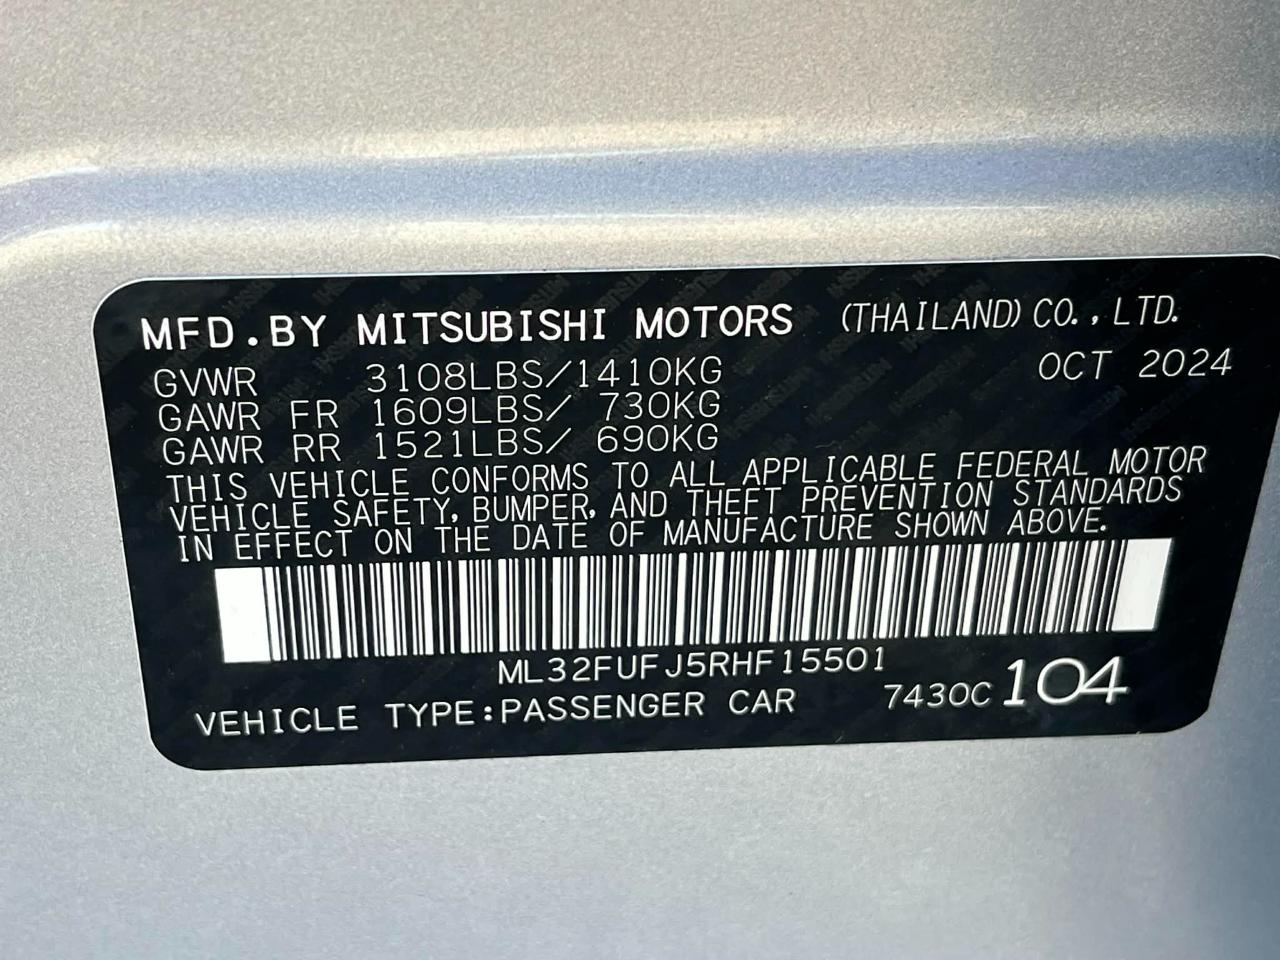 MFD.BY MITSUBISHI MOTORS (THAILAND) CO.,LTD.
OCT 2024
GVWR 3108LBS/1410KG
GAWR FR 1609LBS/ 730KG
GAWR RR 1521LBS/ 690KG
THIS VEHICLE CONFORMS TO ALL APPLICABLE FEDERAL MOTOR
VEHICLE SAFETY, BUMPER, AND THEFT PREVENTION STANDARDS
IN EFFECT ON THE DATE OF MANUFACTURE SHOWN ABOVE.
ML32FUFJ5RHF15501
VEHICLE TYPE:PASSENGER CAR 7430C 104